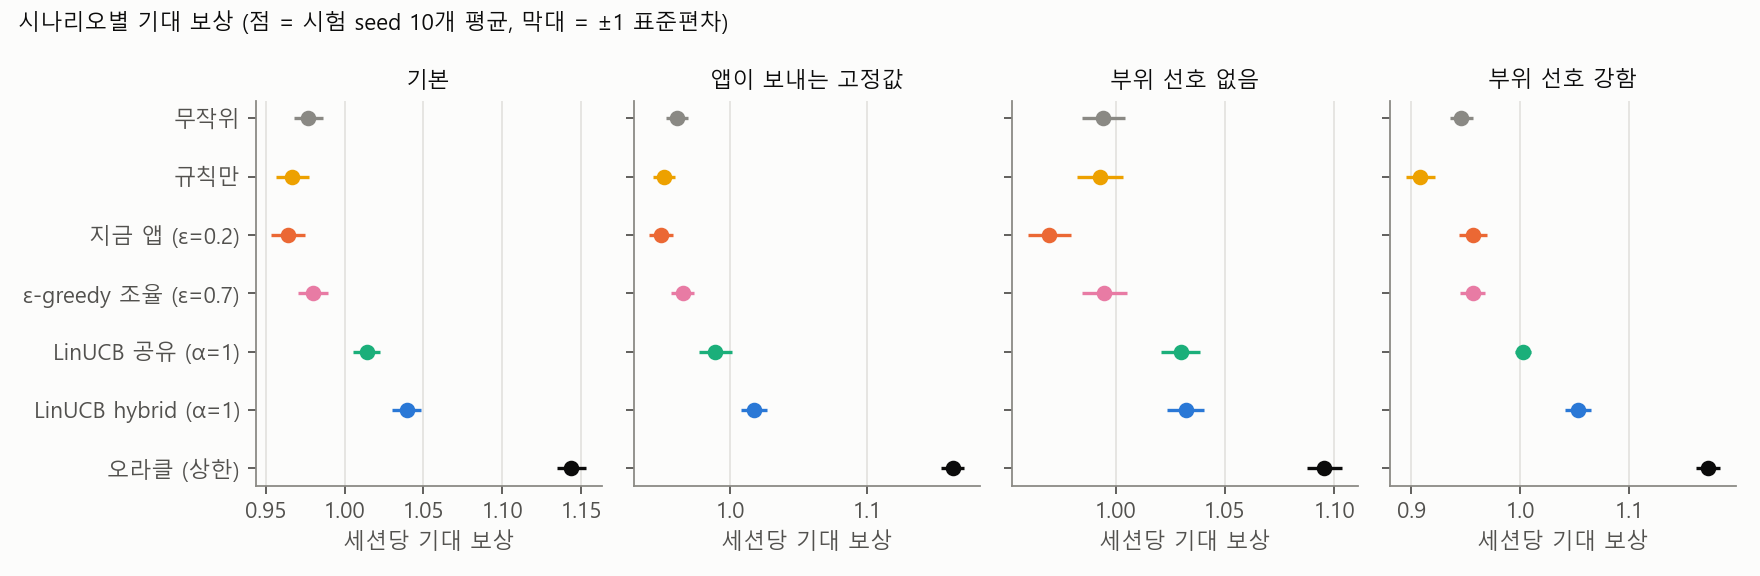 시나리오별 기대 보상 (점 = 시험 seed 10개 평균, 막대 = ±1 표준편차)
기본
앱이 보내는 고정값
부위 선호 없음
부위 선호 강함
무작위
규칙만
지금 앱 (ε=0.2)
ε-greedy 조율 (ε=0.7)
LinUCB 공유 (α=1)
LinUCB hybrid (α=1)
오라클 (상한)
0.95 1.00 1.05 1.10 1.15
세션당 기대 보상
1.0 1.1
세션당 기대 보상
1.00 1.05 1.10
세션당 기대 보상
0.9 1.0 1.1
세션당 기대 보상